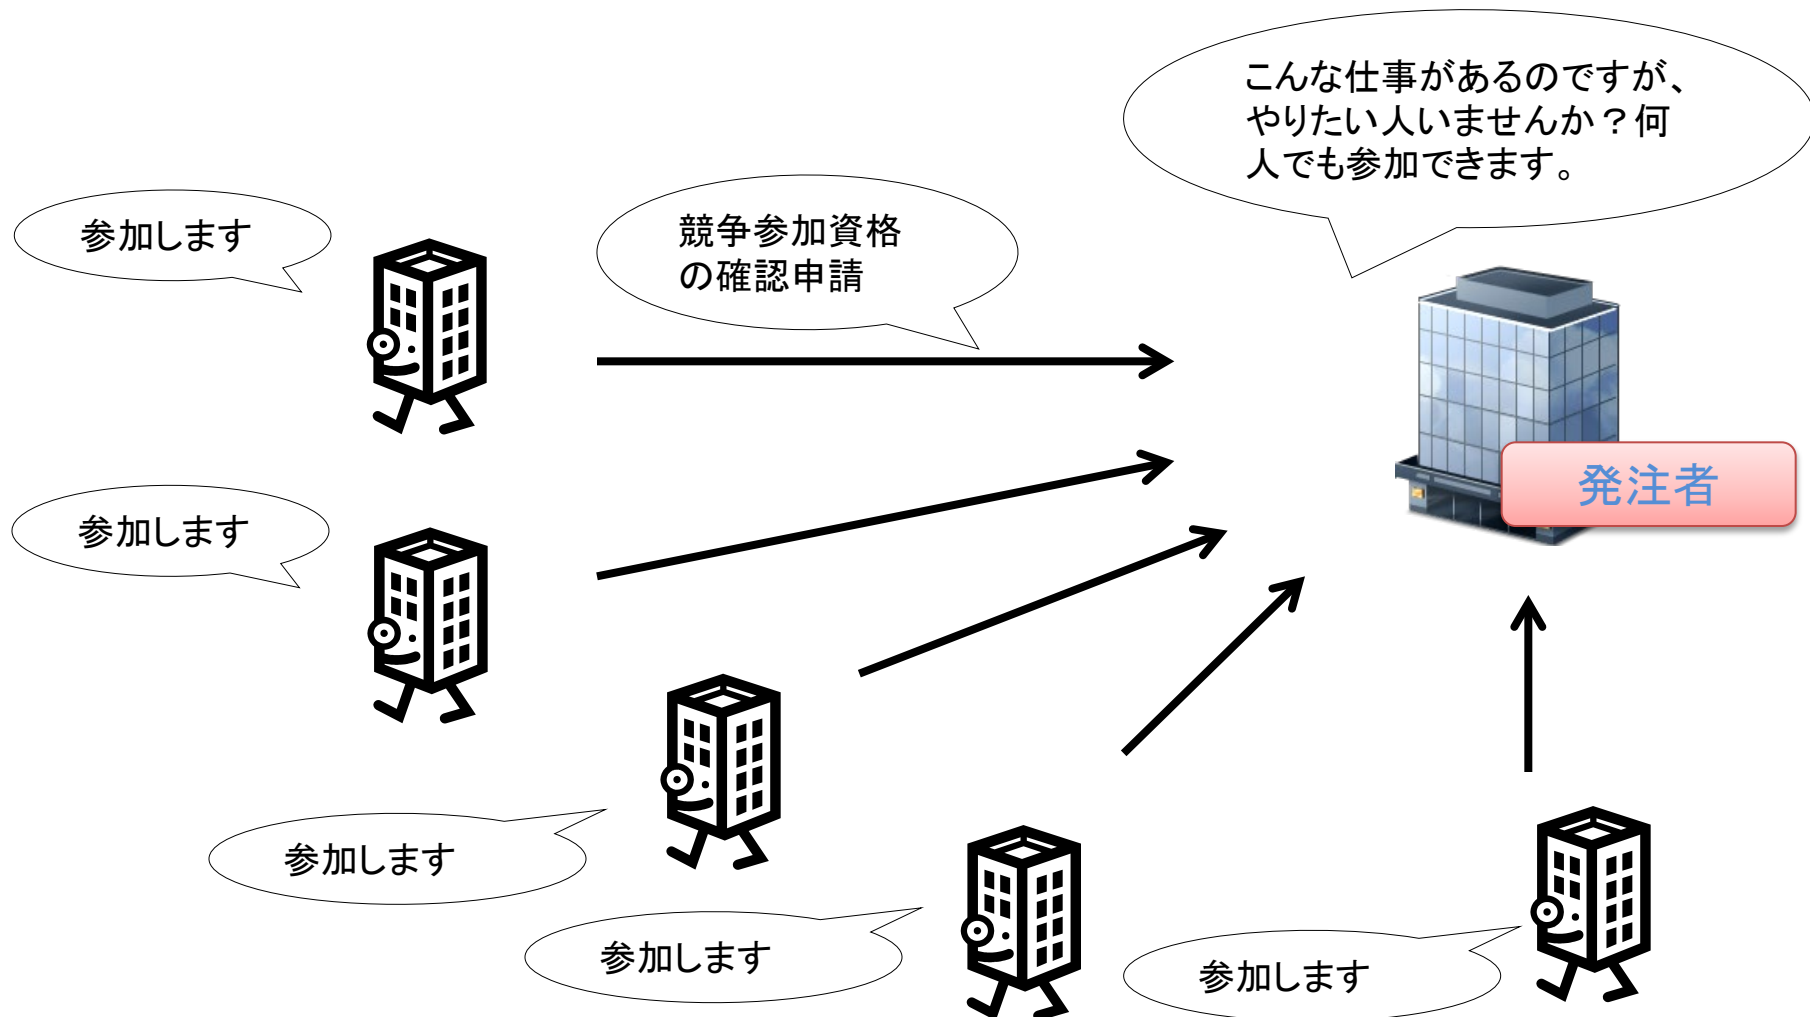 こんな仕事があるのですが、
やりたい人いませんか？何
人でも参加できます。
参加します
競争参加資格
の確認申請
発注者
参加します
参加します
参加します
参加します